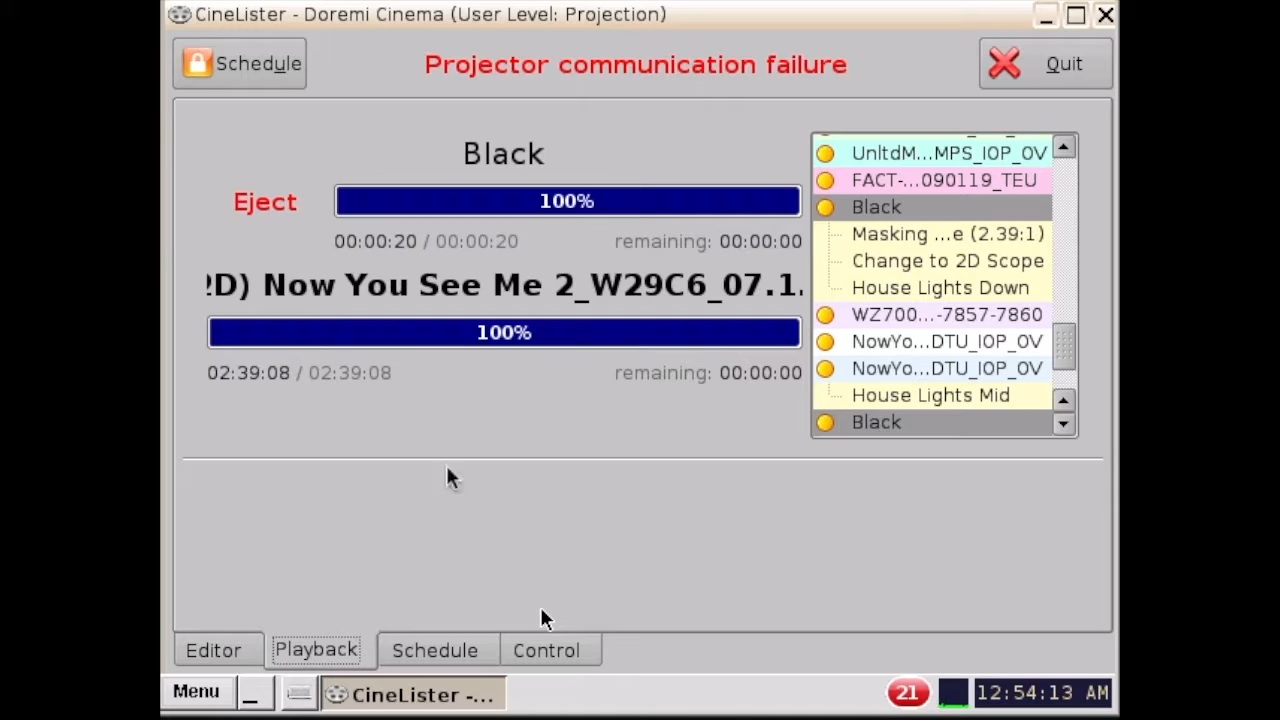 CineLister - Doremi Cinema (User Level: Projection)
Schedule
Projector communication failure
Quit
Black
Eject
100%
00:00:20 / 00:00:20
remaining: 00:00:00
2D) Now You See Me 2_W29C6_07.1.
100%
02:39:08 / 02:39:08
remaining: 00:00:00
UnltdM...MPS_IOP_OV
FACT-...090119_TEU
Black
Masking ...e (2.39:1)
Change to 2D Scope
House Lights Down
WZ700...-7857-7860
NowYo...DTU_IOP_OV
NowYo...DTU_IOP_OV
House Lights Mid
Black
Editor
Playback
Schedule
Control
Menu
_
CineLister -...
21
12:54:13 AM